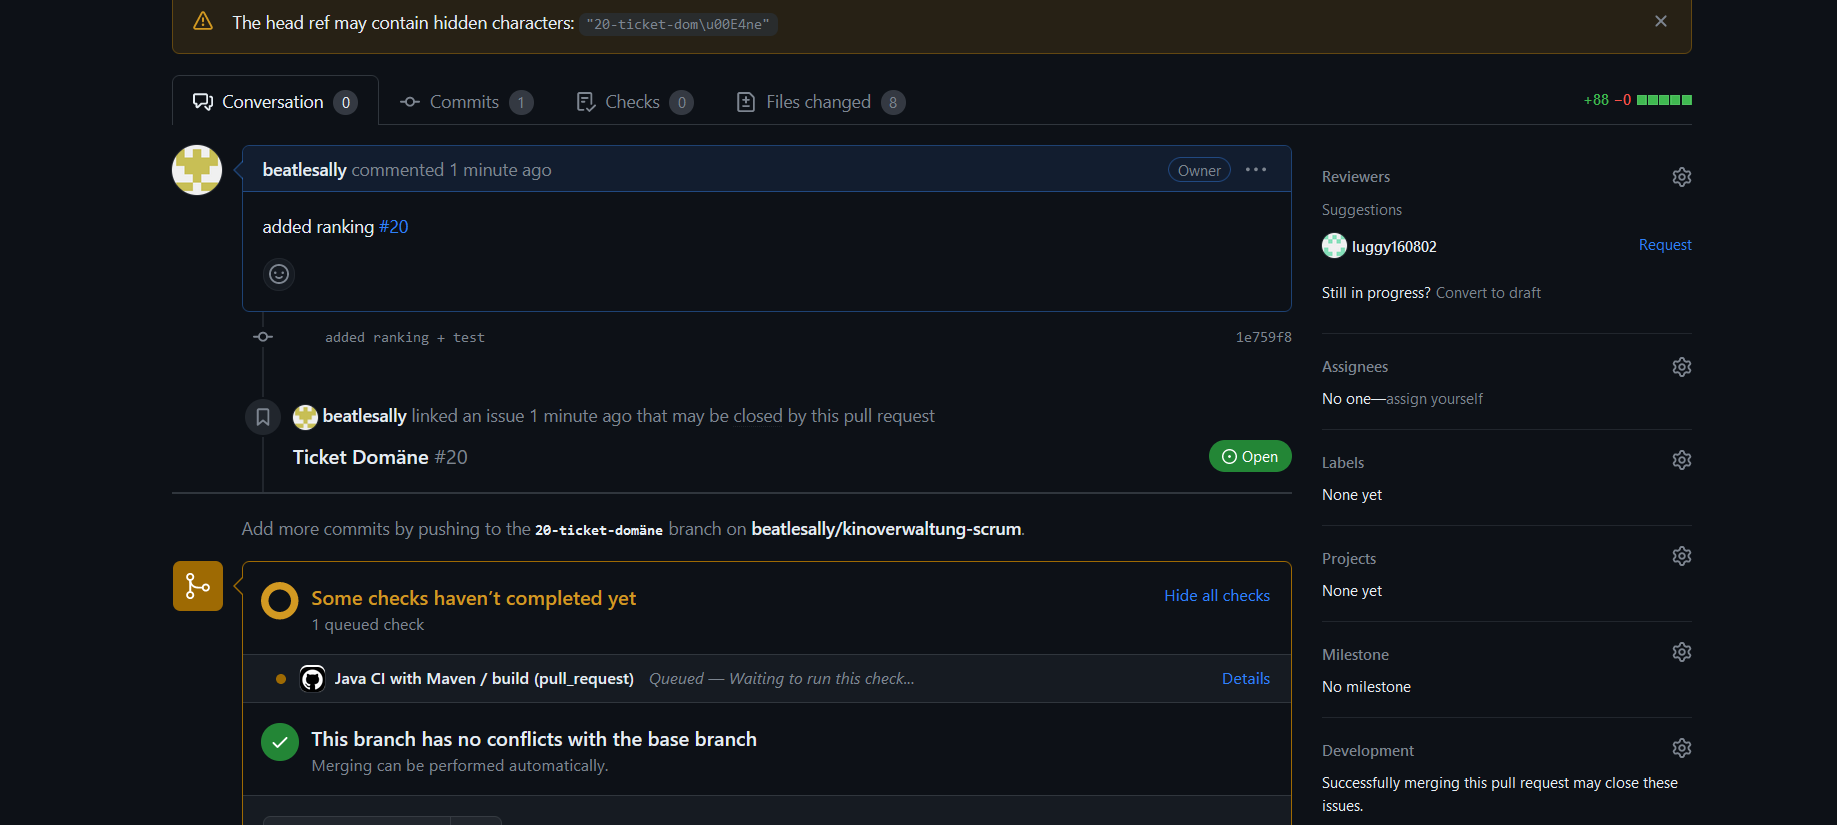 The head ref may contain hidden characters: "20-ticket-dom\u00E4ne"
Conversation 0
Commits 1
Checks 0
Files changed 8
+88 −0
beatlesally commented 1 minute ago
Owner
added ranking #20
added ranking + test
1e759f8
beatlesally linked an issue 1 minute ago that may be closed by this pull request
Ticket Domäne #20
Open
Add more commits by pushing to the 20-ticket-domäne branch on beatlesally/kinoverwaltung-scrum.
Some checks haven’t completed yet
1 queued check
Hide all checks
Java CI with Maven / build (pull_request) Queued — Waiting to run this check...
Details
This branch has no conflicts with the base branch
Merging can be performed automatically.
Reviewers
Suggestions
luggy160802
Request
Still in progress? Convert to draft
Assignees
No one—assign yourself
Labels
None yet
Projects
None yet
Milestone
No milestone
Development
Successfully merging this pull request may close these
issues.